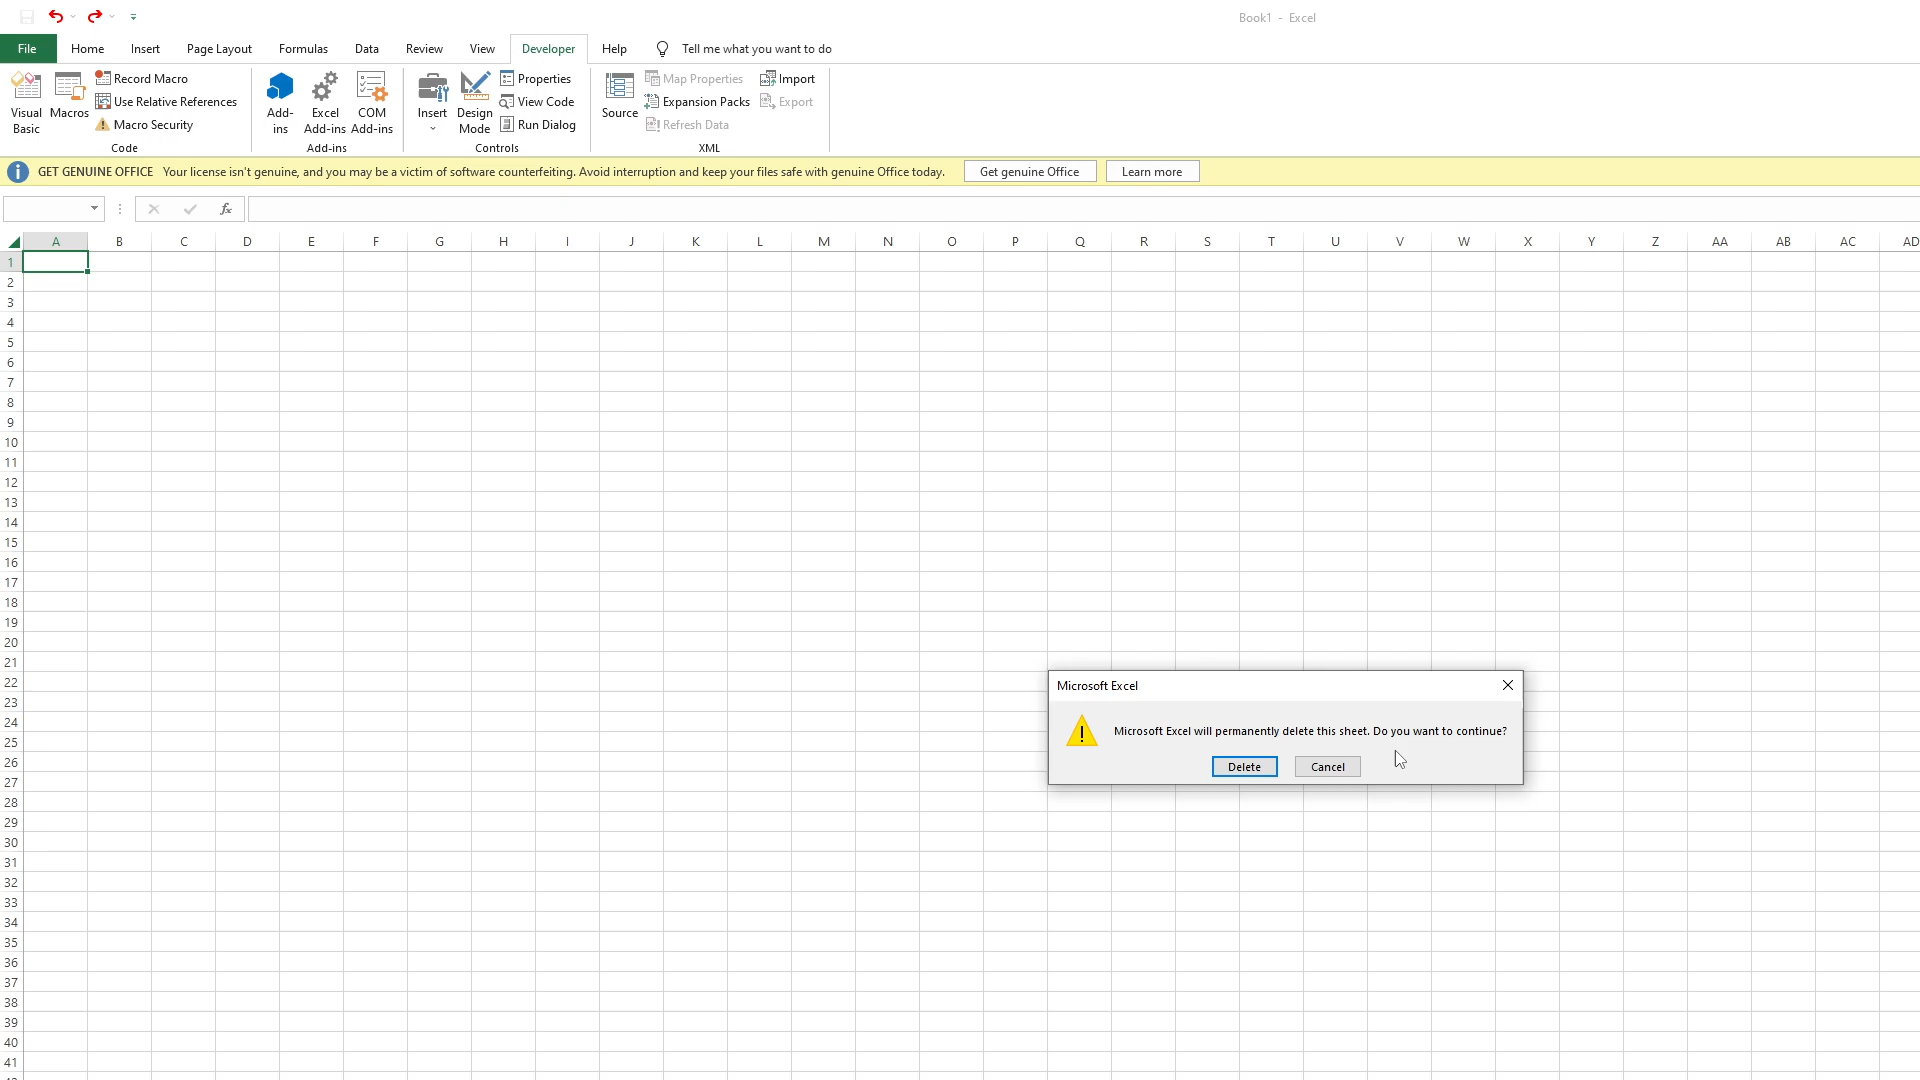 Book1 - Excel
File Home Insert Page Layout Formulas Data Review View Developer Help Tell me what you want to do
Visual Basic
Macros
Record Macro
Use Relative References
Macro Security
Code
Add-ins
Excel Add-ins
COM Add-ins
Add-ins
Insert
Design Mode
Properties
View Code
Run Dialog
Controls
Source
Map Properties
Expansion Packs
Refresh Data
Import
Export
XML
GET GENUINE OFFICE Your license isn't genuine, and you may be a victim of software counterfeiting. Avoid interruption and keep your files safe with genuine Office today. Get genuine Office Learn more
fx
A B C D E F G H I J K L M N O P Q R S T U V W X Y Z AA AB AC AD
1
2
3
4
5
6
7
8
9
10
11
12
13
14
15
16
17
18
19
20
21
22
23
24
25
26
27
28
29
30
31
32
33
34
35
36
37
38
39
40
41
Microsoft Excel
Microsoft Excel will permanently delete this sheet. Do you want to continue?
Delete Cancel